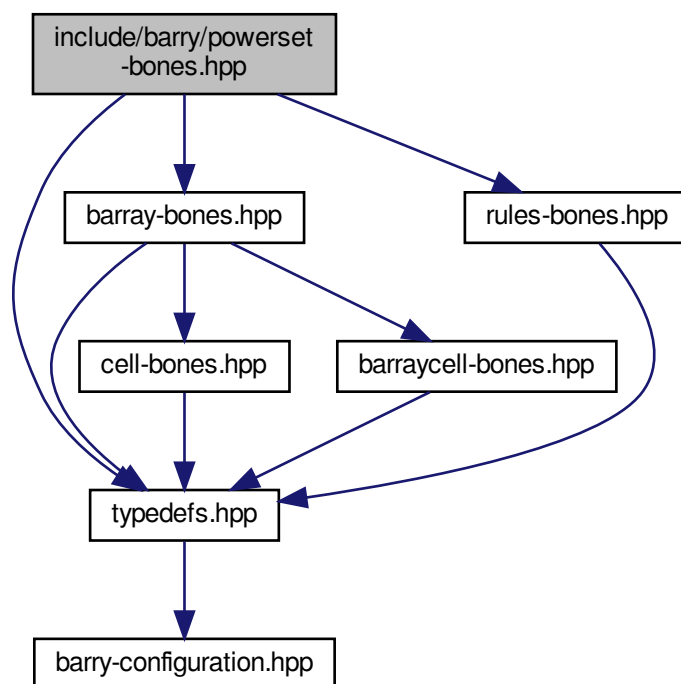 include/barry/powerset
-bones.hpp
barray-bones.hpp
rules-bones.hpp
cell-bones.hpp
barraycell-bones.hpp
typedefs.hpp
barry-configuration.hpp